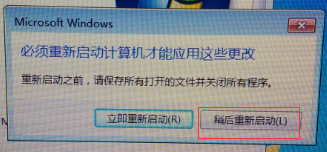 Microsoft Windows
必须重新启动计算机才能应用这些更改
重新启动之前，请保存所有打开的文件并关闭所有程序。
立即重新启动(R)
稍后重新启动(L)